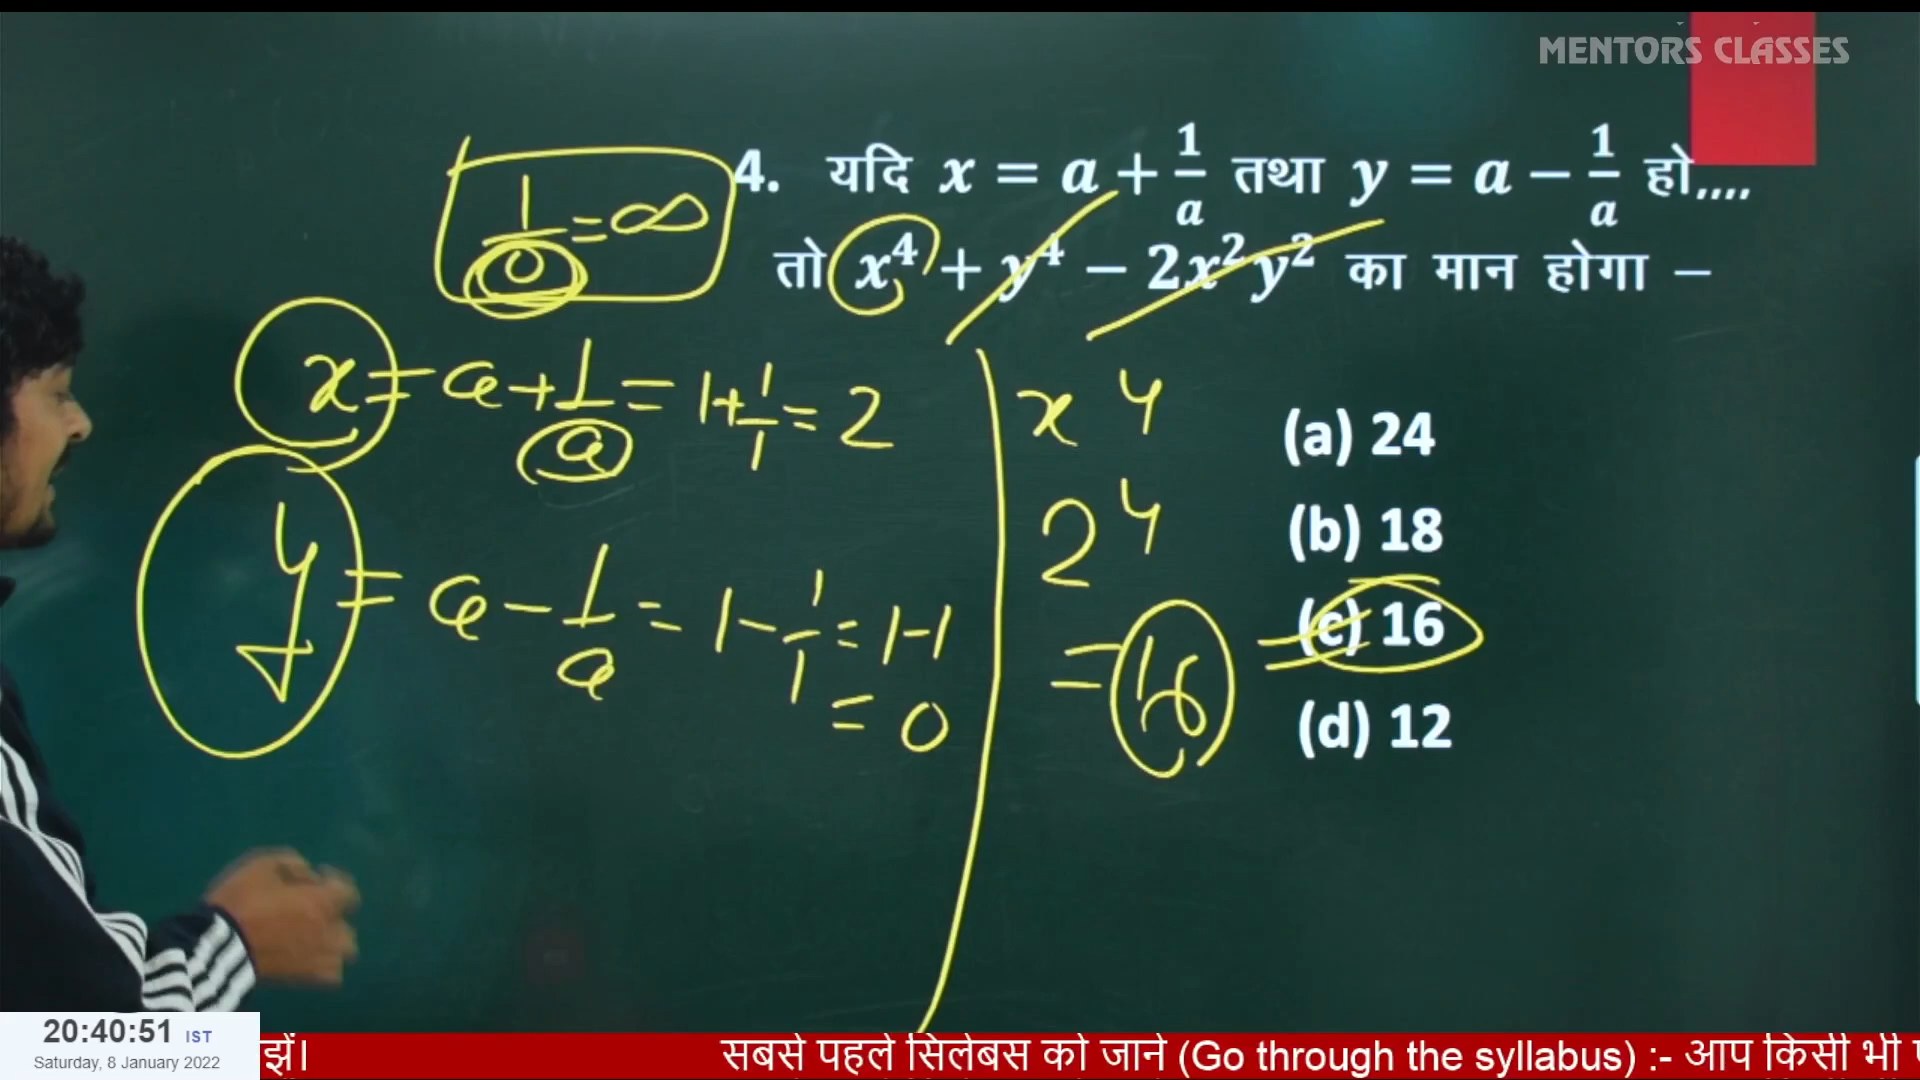 MENTORS CLASSES
4. यदि x = a + 1/a तथा y = a − 1/a हो....
तो x⁴ + y⁴ − 2x²y² का मान होगा −
1/0 = ∞
x = a + 1/a = 1 + 1/1 = 2
y = a − 1/a = 1 − 1/1 = 1-1
= 0
x⁴
2⁴
= 16
(a) 24
(b) 18
(c) 16
(d) 12
20:40:51 IST
Saturday, 8 January 2022
झें। सबसे पहले सिलेबस को जाने (Go through the syllabus) :- आप किसी भी